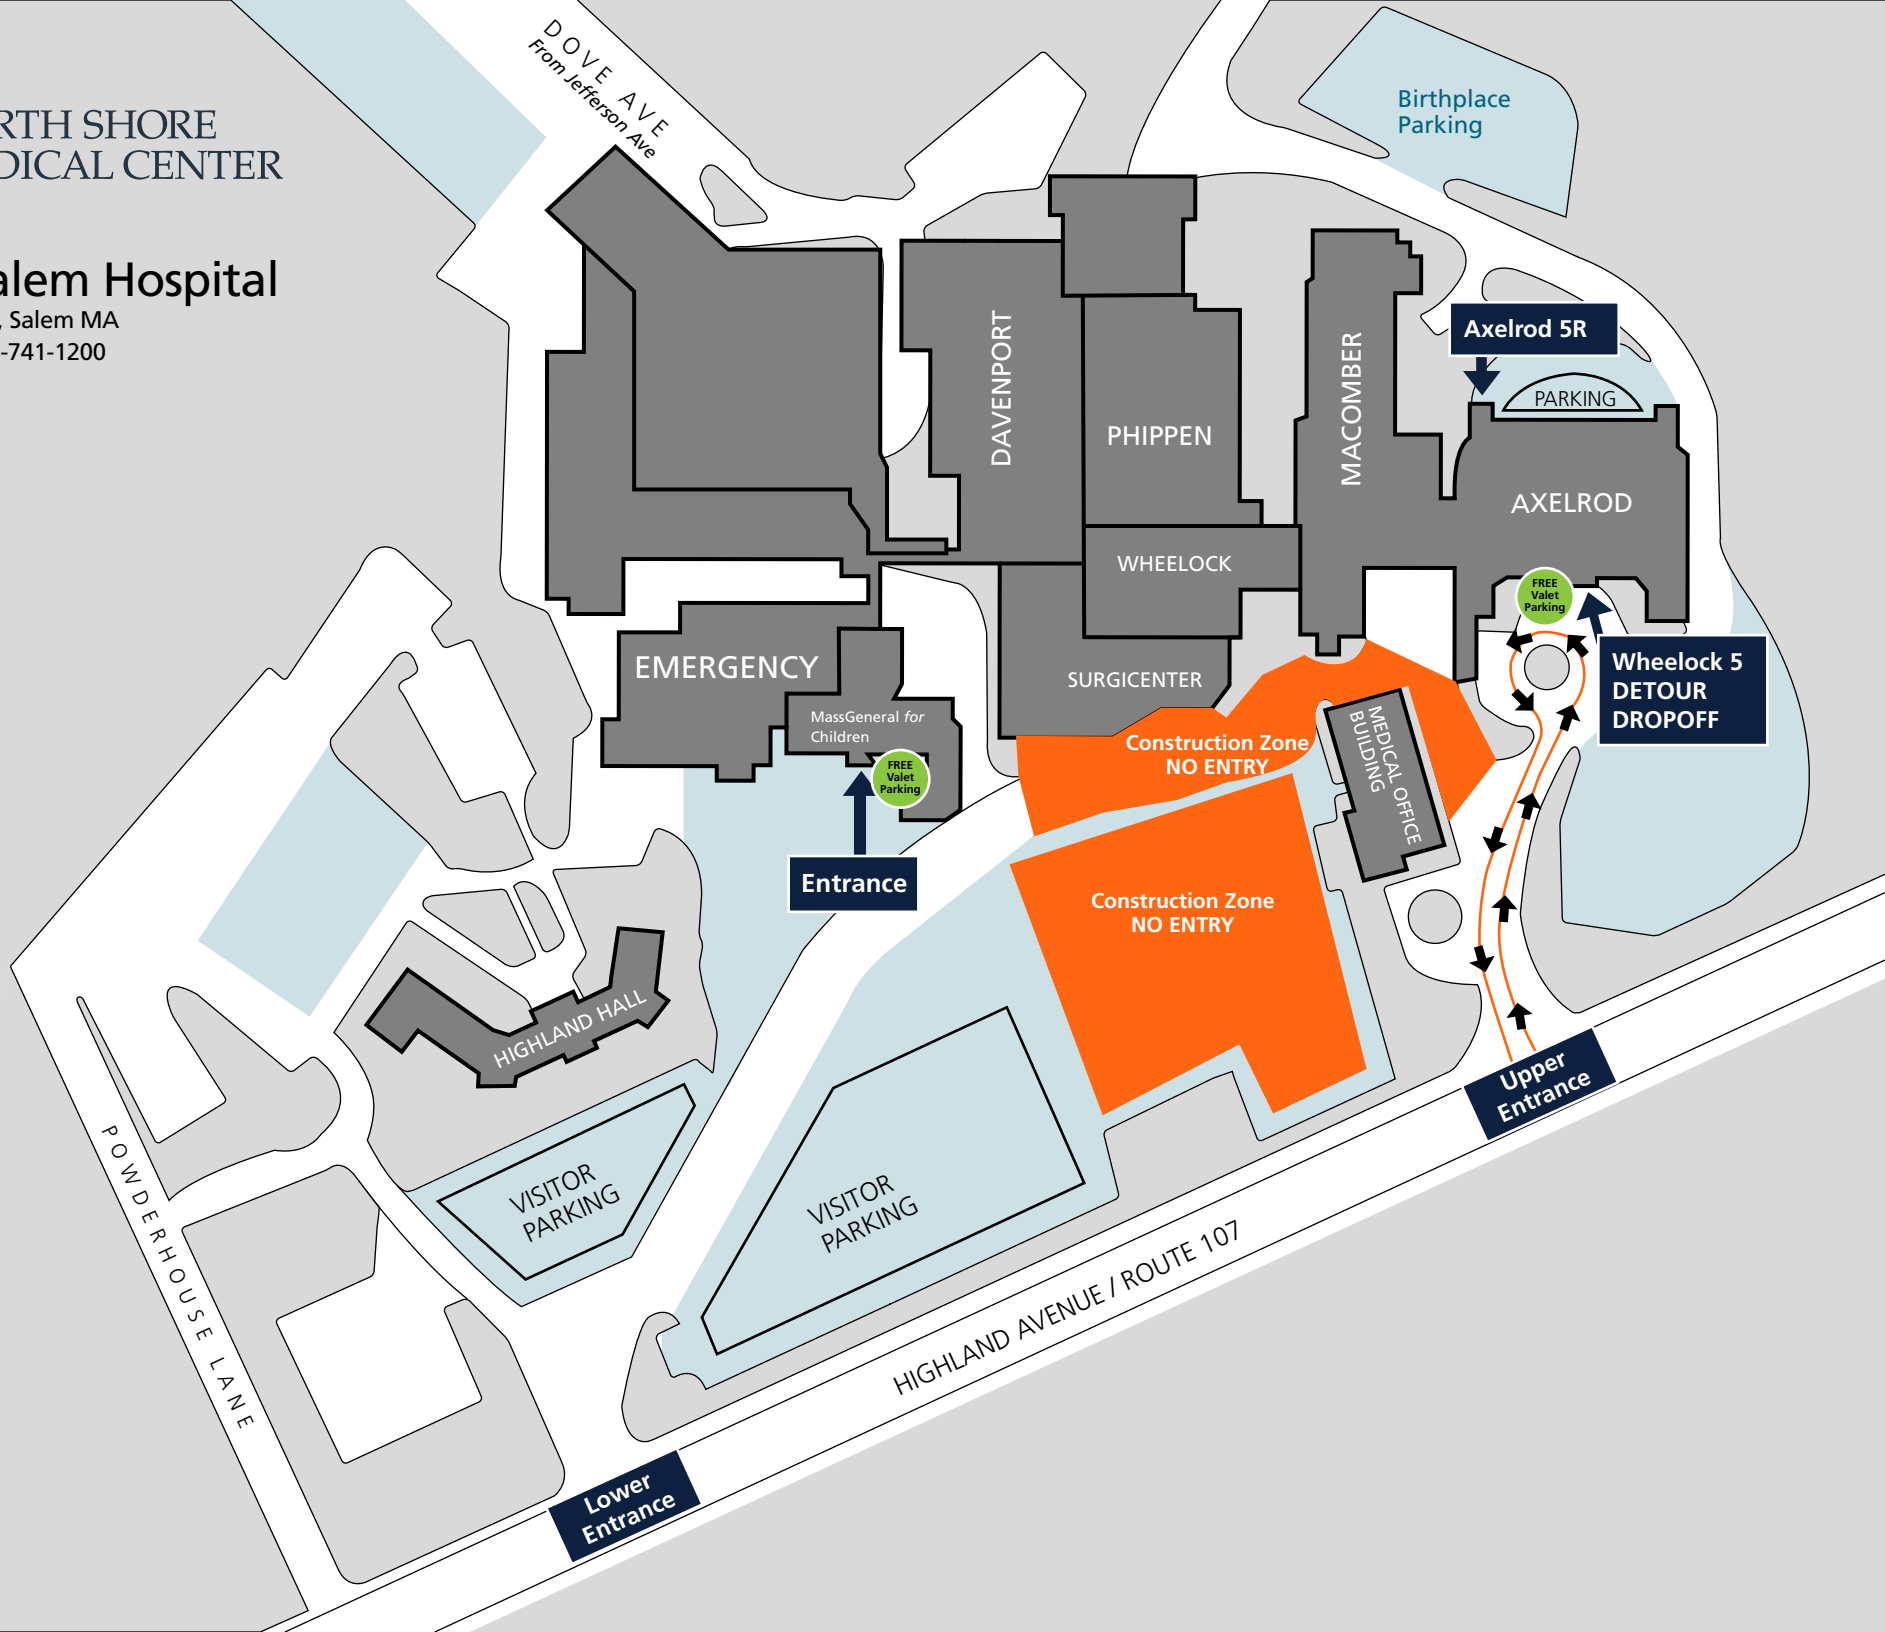 RTH SHORE
DICAL CENTER
alem Hospital
, Salem MA
-741-1200
DOVE AVE
From Jefferson Ave
Birthplace
Parking
Axelrod 5R
PARKING
DAVENPORT
PHIPPEN
MACOMBER
AXELROD
WHEELOCK
FREE
Valet
Parking
Wheelock 5
DETOUR
DROPOFF
EMERGENCY
SURGICENTER
MassGeneral for
Children
FREE
Valet
Parking
Entrance
Construction Zone
NO ENTRY
MEDICAL OFFICE
BUILDING
Construction Zone
NO ENTRY
HIGHLAND HALL
Upper
Entrance
VISITOR
PARKING
VISITOR
PARKING
POWDERHOUSE LANE
HIGHLAND AVENUE / ROUTE 107
Lower
Entrance